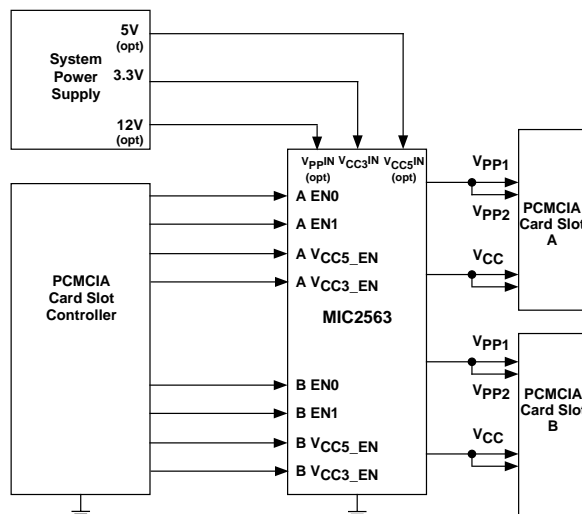 System
Power
Supply
5V
(opt)
3.3V
12V
(opt)
VPPIN VCC3IN VCC5IN
(opt) (opt)
PCMCIA
Card Slot
Controller
A EN0
A EN1
A VCC5_EN
A VCC3_EN
MIC2563
B EN0
B EN1
B VCC5_EN
B VCC3_EN
VPP1
VPP2
VCC
PCMCIA
Card Slot
A
VPP1
VPP2
VCC
PCMCIA
Card Slot
B